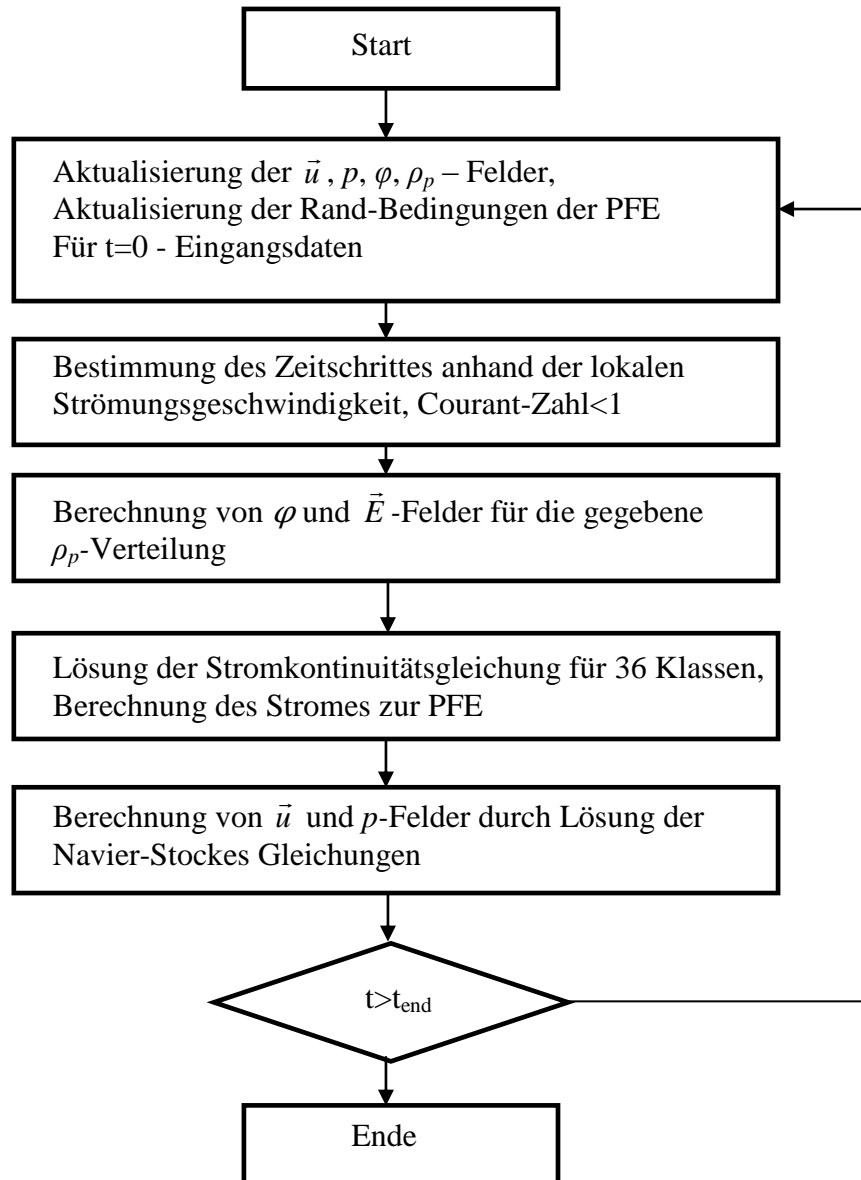 Start
Aktualisierung der u⃗ , p, φ, ρₚ – Felder,
Aktualisierung der Rand-Bedingungen der PFE
Für t=0 - Eingangsdaten
Bestimmung des Zeitschrittes anhand der lokalen
Strömungsgeschwindigkeit, Courant-Zahl<1
Berechnung von φ und E⃗ -Felder für die gegebene
ρₚ-Verteilung
Lösung der Stromkontinuitätsgleichung für 36 Klassen,
Berechnung des Stromes zur PFE
Berechnung von u⃗ und p-Felder durch Lösung der
Navier-Stockes Gleichungen
t>tend
Ende